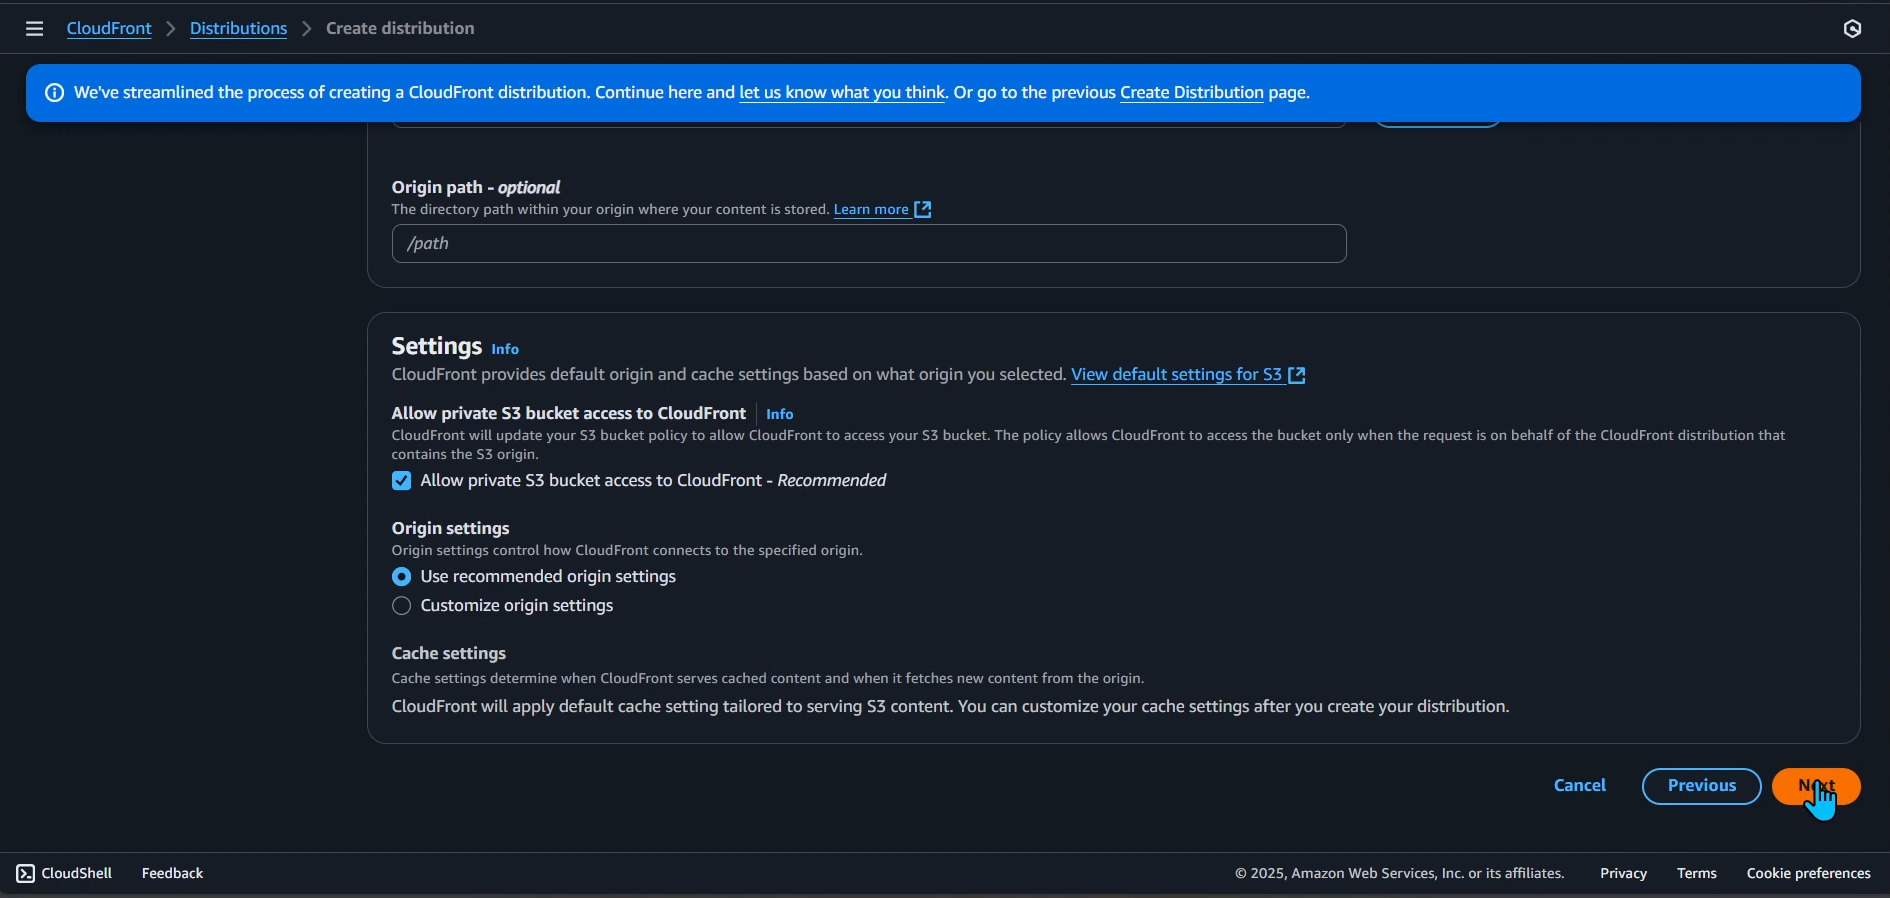 CloudFront > Distributions > Create distribution
We've streamlined the process of creating a CloudFront distribution. Continue here and let us know what you think. Or go to the previous Create Distribution page.
Origin path - optional
The directory path within your origin where your content is stored. Learn more
/path
Settings Info
CloudFront provides default origin and cache settings based on what origin you selected. View default settings for S3
Allow private S3 bucket access to CloudFront | Info
CloudFront will update your S3 bucket policy to allow CloudFront to access your S3 bucket. The policy allows CloudFront to access the bucket only when the request is on behalf of the CloudFront distribution that
contains the S3 origin.
Allow private S3 bucket access to CloudFront - Recommended
Origin settings
Origin settings control how CloudFront connects to the specified origin.
Use recommended origin settings
Customize origin settings
Cache settings
Cache settings determine when CloudFront serves cached content and when it fetches new content from the origin.
CloudFront will apply default cache setting tailored to serving S3 content. You can customize your cache settings after you create your distribution.
Cancel Previous Next
CloudShell Feedback © 2025, Amazon Web Services, Inc. or its affiliates. Privacy Terms Cookie preferences